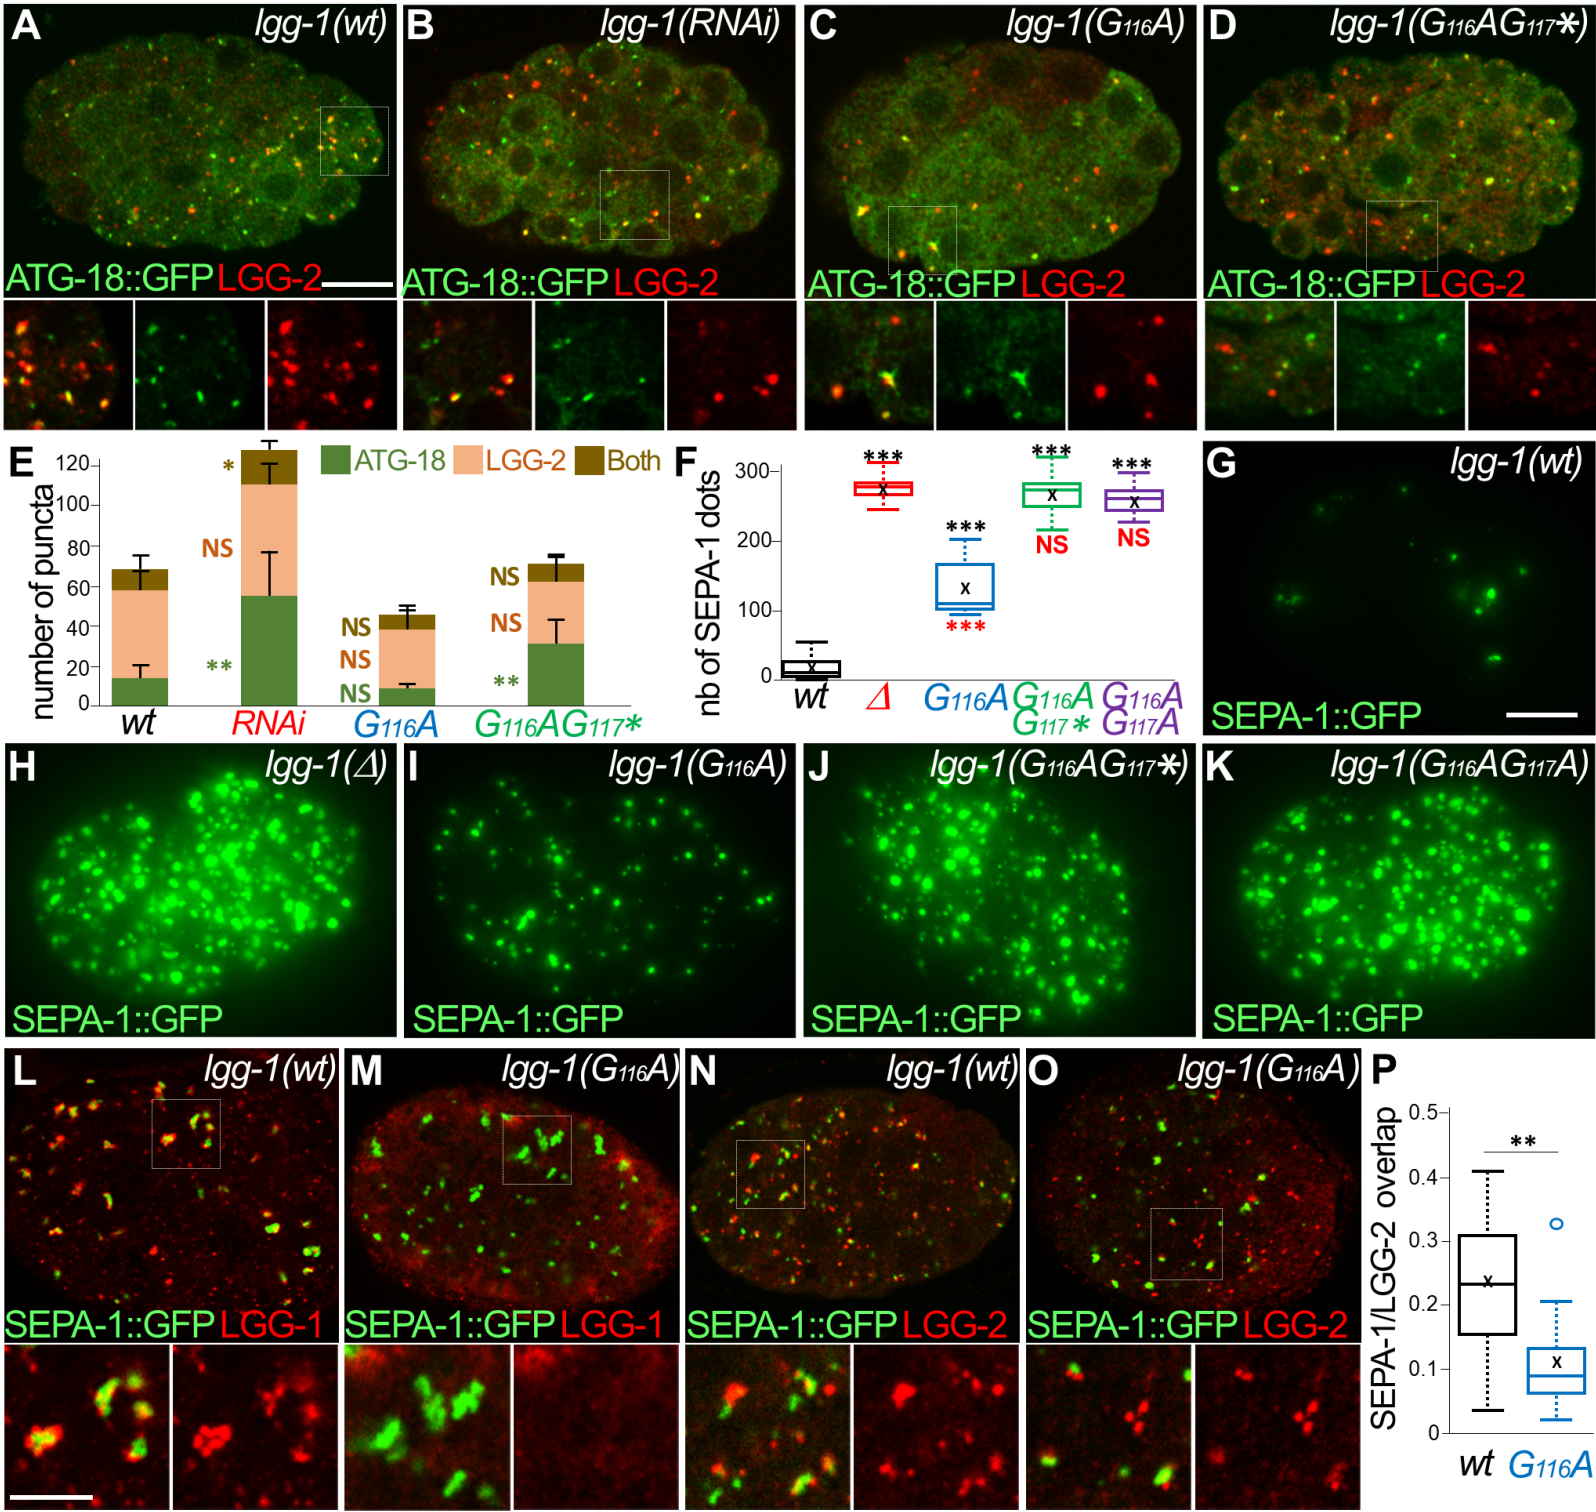 A lgg-1(wt)
ATG-18::GFP LGG-2
B lgg-1(RNAi)
ATG-18::GFP LGG-2
C lgg-1(G116A)
ATG-18::GFP LGG-2
D lgg-1(G116AG117*)
ATG-18::GFP LGG-2
E
ATG-18 LGG-2 Both
number of puncta
120
100
80
60
40
20
0
*
NS
**
NS
NS
NS
NS
NS
**
wt RNAi G116A G116AG117*
F
nb of SEPA-1 dots
300
200
100
0
***
***
***
***
***
NS
NS
wt Δ G116A G116A G116A
G117* G117A
G lgg-1(wt)
SEPA-1::GFP
H lgg-1(Δ)
SEPA-1::GFP
I lgg-1(G116A)
SEPA-1::GFP
J lgg-1(G116AG117*)
SEPA-1::GFP
K lgg-1(G116AG117A)
SEPA-1::GFP
L lgg-1(wt)
SEPA-1::GFP LGG-1
M lgg-1(G116A)
SEPA-1::GFP LGG-1
N lgg-1(wt)
SEPA-1::GFP LGG-2
O lgg-1(G116A)
SEPA-1::GFP LGG-2
P
SEPA-1/LGG-2 overlap
0.5
0.4
0.3
0.2
0.1
0
**
wt G116A